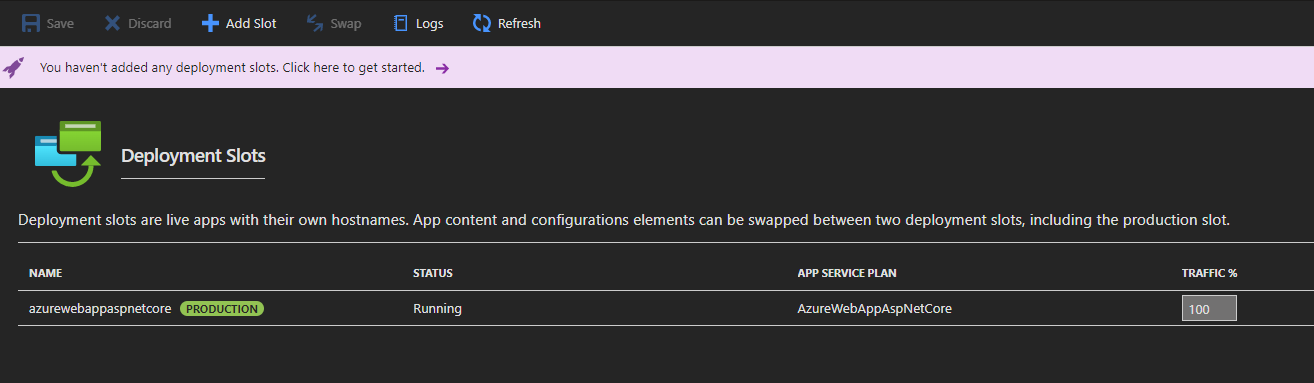 Save Discard Add Slot Swap Logs Refresh
You haven't added any deployment slots. Click here to get started.
Deployment Slots
Deployment slots are live apps with their own hostnames. App content and configurations elements can be swapped between two deployment slots, including the production slot.
NAME STATUS APP SERVICE PLAN TRAFFIC %
azurewebappaspnetcore PRODUCTION Running AzureWebAppAspNetCore 100